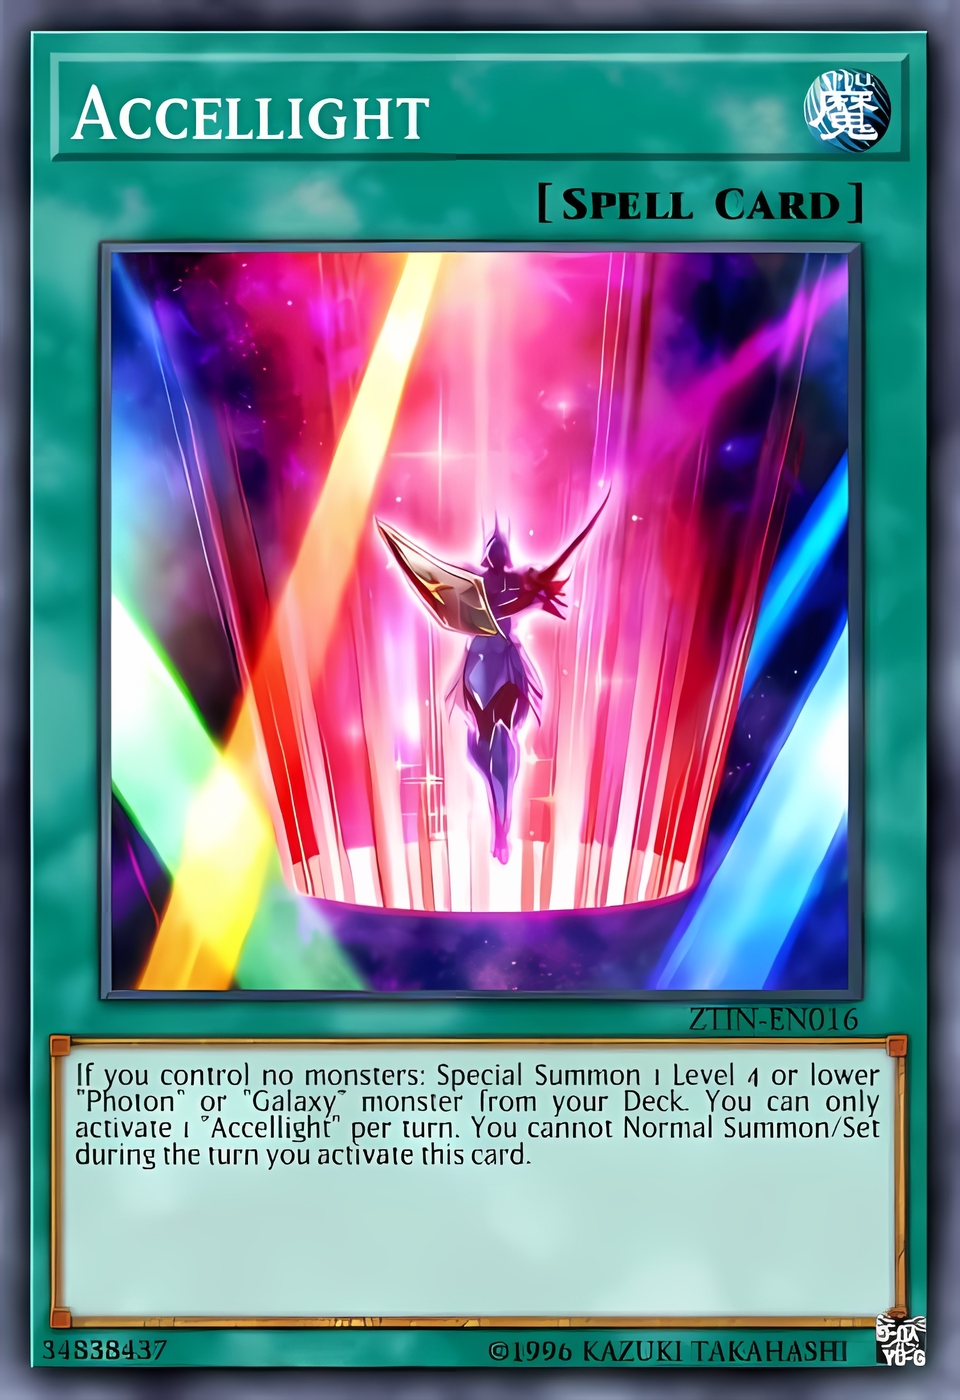 ACCELLIGHT
魔
[SPELL CARD]
ZTIN-EN016
If you control no monsters: Special Summon 1 Level 4 or lower
"Photon" or "Galaxy" monster from your Deck. You can only
activate 1 "Accellight" per turn. You cannot Normal Summon/Set
during the turn you activate this card.
34838437
©1996 KAZUKI TAKAHASHI